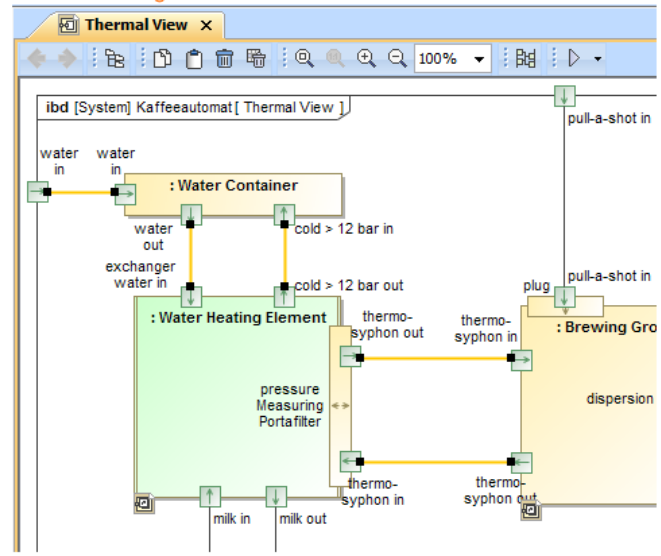 Thermal View
100%
ibd [System] Kaffeeautomat[ Thermal View ]
pull-a-shot in
water
in
water
in
: Water Container
water
out
cold > 12 bar in
exchanger
water in
cold > 12 bar out
plug
pull-a-shot in
: Water Heating Element
thermo-
syphon out
thermo-
syphon in
: Brewing Gro
pressure
Measuring
Portafilter
dispersion
thermo-
syphon in
thermo-
syphon out
milk in
milk out